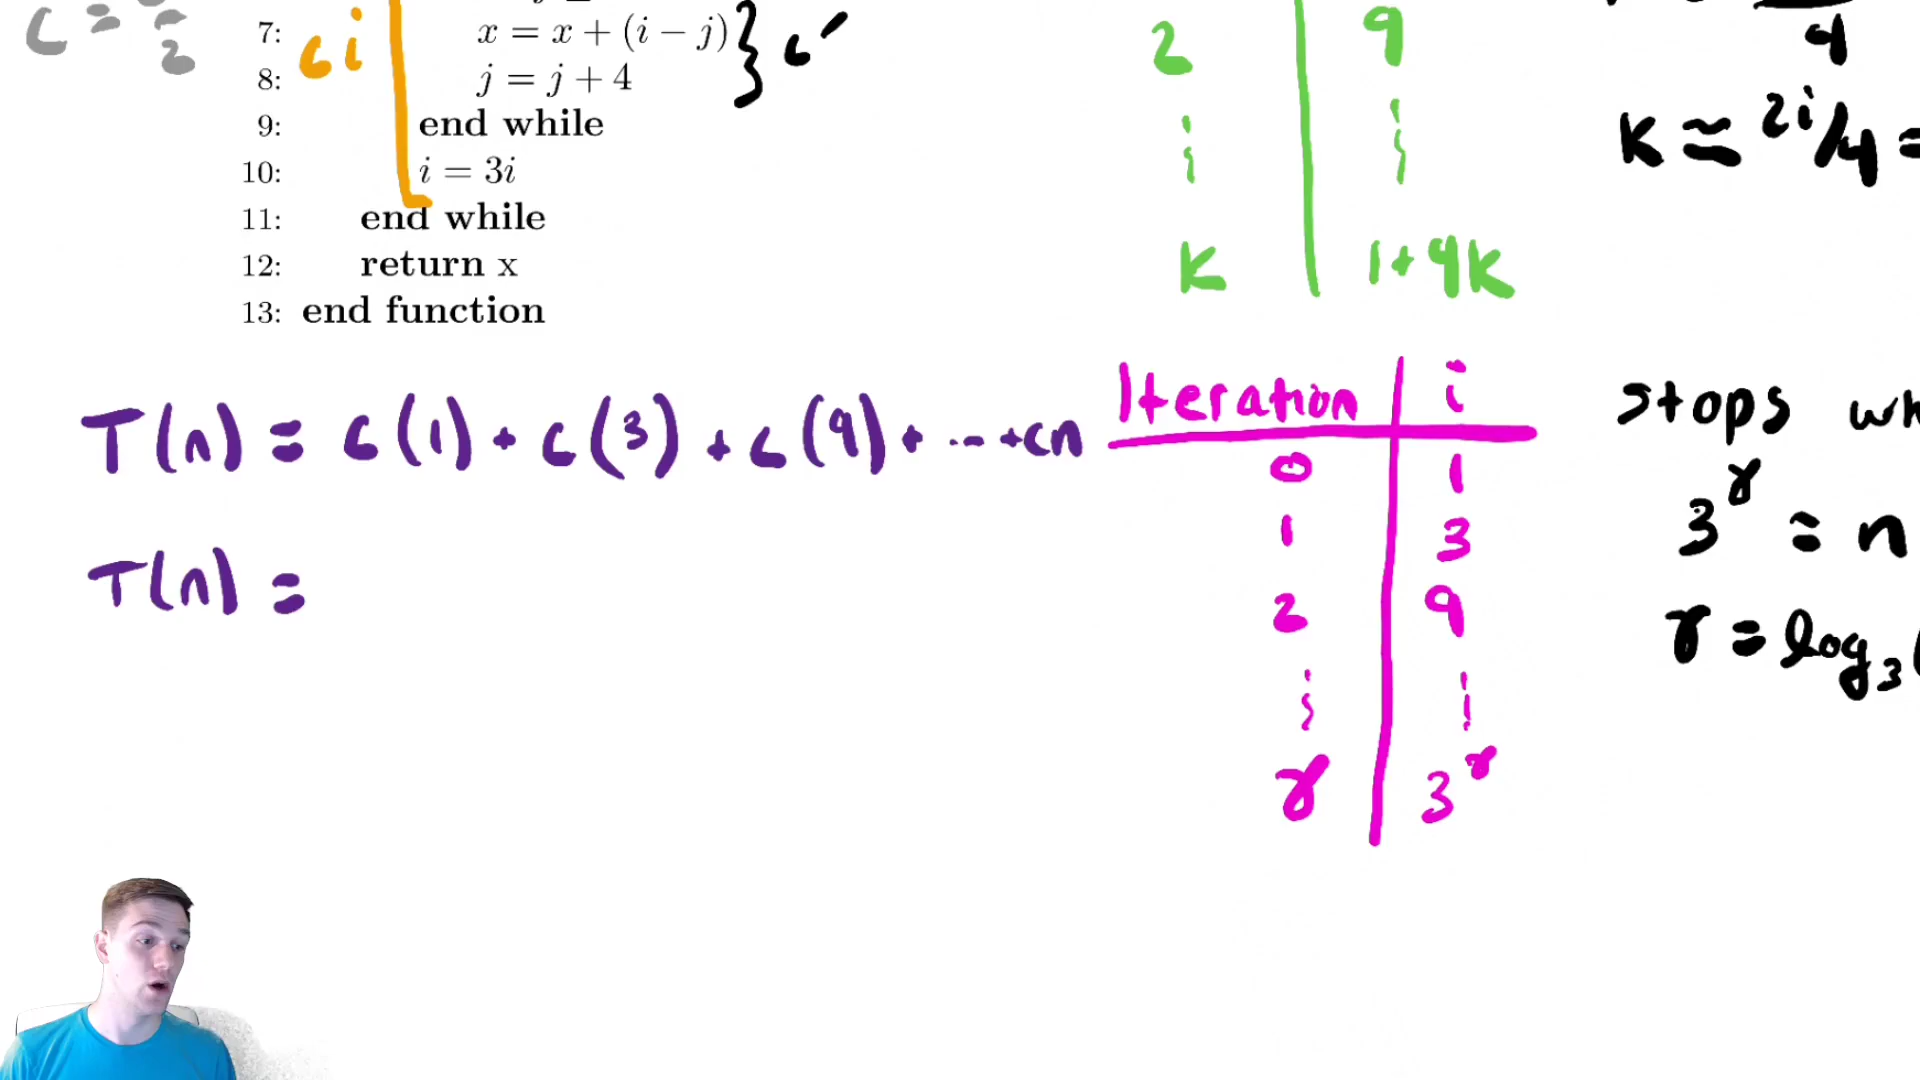 c =
2
7: x = x + (i − j) } c'
8: j = j + 4
ci
9: end while
10: i = 3i
11: end while
12: return x
13: end function
2 9
⋮ ⋮
K 1+4K
4
K ≃ 2i/4 =
T(n) = c(1) + c(3) + c(9) + ... + cn
T(n) =
Iteration i
0 1
1 3
2 9
⋮ ⋮
γ 3^γ
stops wh
3^γ = n
γ = log₃(